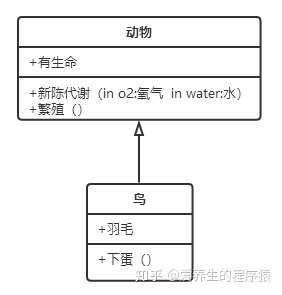 动物
+有生命
+新陈代谢（in o2:氧气 in water:水）
+繁殖（）
鸟
+羽毛
+下蛋（）
知乎 @爱养生的程序猿